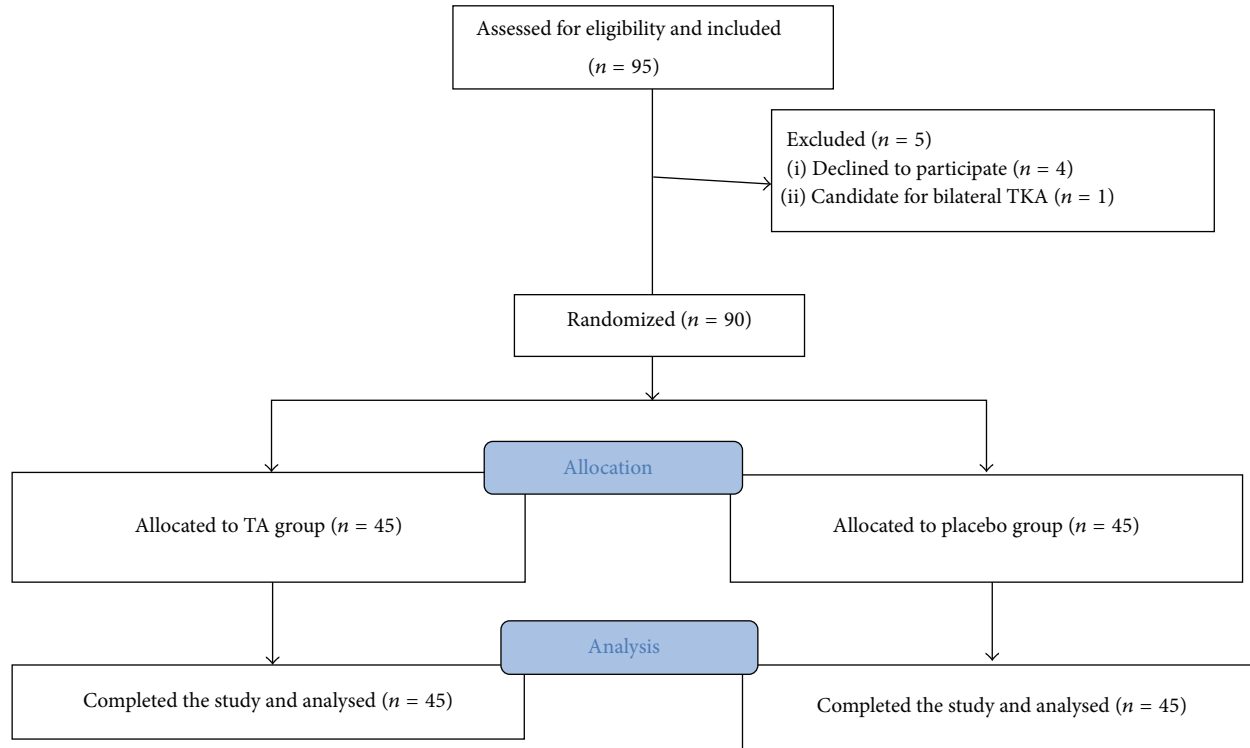 Assessed for eligibility and included
(n = 95)
Excluded (n = 5)
(i) Declined to participate (n = 4)
(ii) Candidate for bilateral TKA (n = 1)
Randomized (n = 90)
Allocation
Allocated to TA group (n = 45)
Allocated to placebo group (n = 45)
Analysis
Completed the study and analysed (n = 45)
Completed the study and analysed (n = 45)